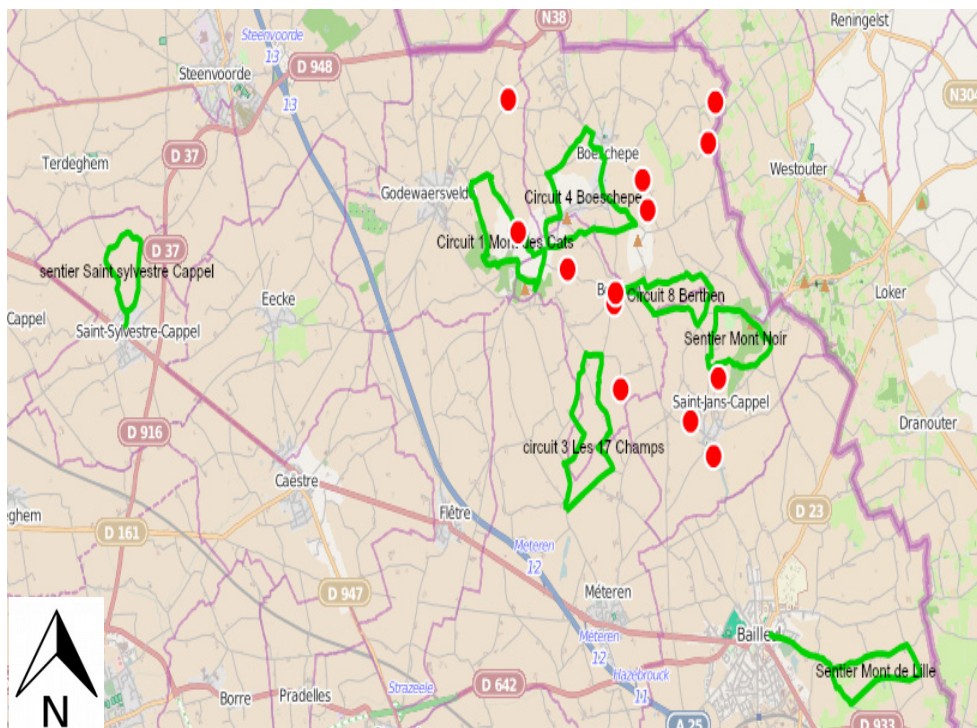 Reningelst
N38
Steenvoorde
13
Steenvoorde
D 948
N304
13
Boeschepe
D 37
Westouter
Terdeghem
Godewaersveld
Circuit 4 Boeschepe
D 37
Circuit 1 Mont des Cats
sentier Saint sylvestre Cappel
Circuit 8 Berthen
Loker
Eecke
Cappel
Saint-Sylvestre-Cappel
Sentier Mont Noir
Saint-Jans-Cappel
Dranouter
D 916
circuit 3 Les 17 Champs
Caëstre
Flêtre
D 23
eghem
D 161
Méteren
12
D 947
Méteren
Bailleul
Méteren
12
Sentier Mont de Lille
Hazebrouck
11
D 642
Strazeele
Borre
Pradelles
N
A 25
D 933